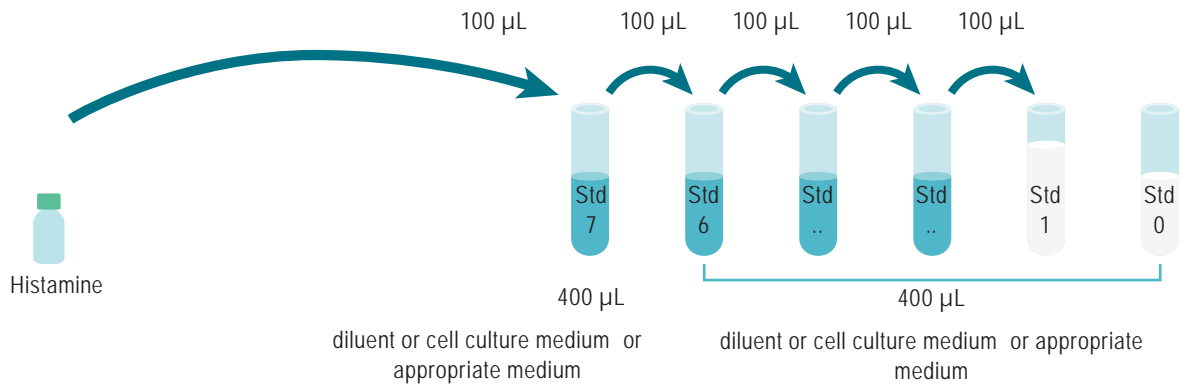 100 µL
100 µL
100 µL
100 µL
100 µL
Std
7
Std
6
Std
..
Std
..
Std
1
Std
0
Histamine
400 µL
diluent or cell culture medium or
appropriate medium
400 µL
diluent or cell culture medium or appropriate
medium